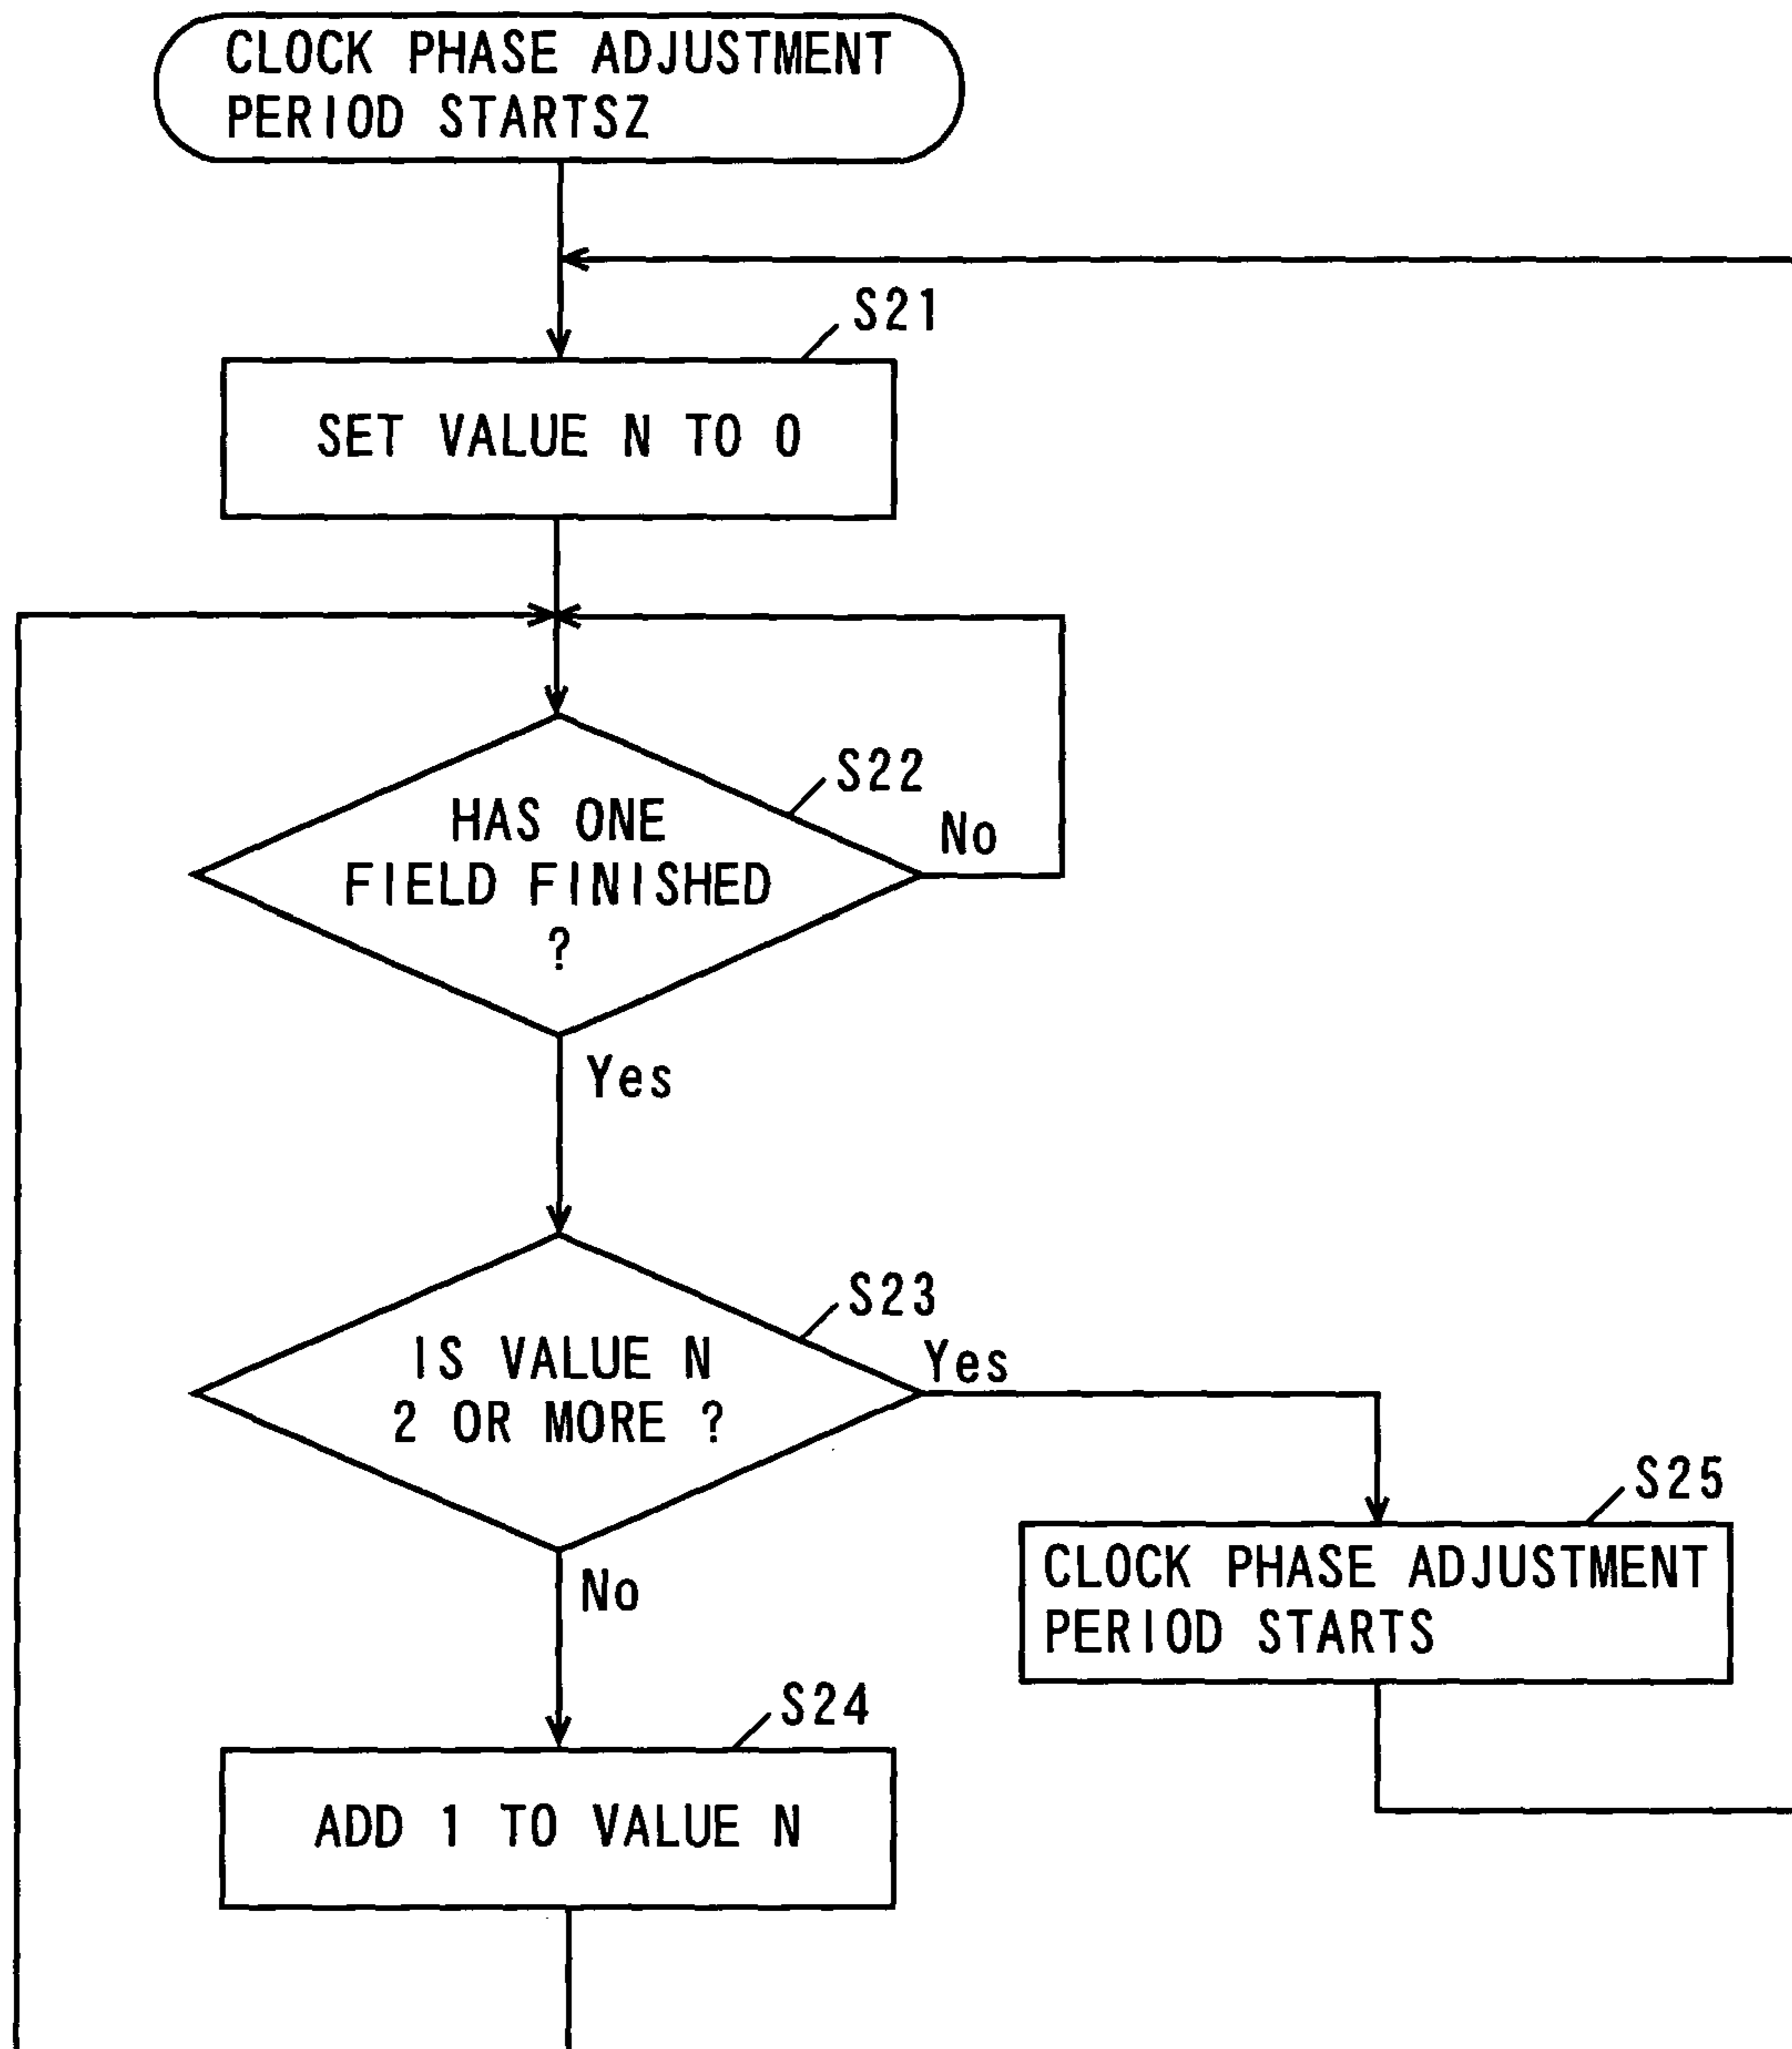 CLOCK PHASE ADJUSTMENT
PERIOD STARTSZ
S21
SET VALUE N TO 0
S22
HAS ONE
FIELD FINISHED
?
No
Yes
S23
IS VALUE N
2 OR MORE ?
Yes
No
S25
CLOCK PHASE ADJUSTMENT
PERIOD STARTS
S24
ADD 1 TO VALUE N